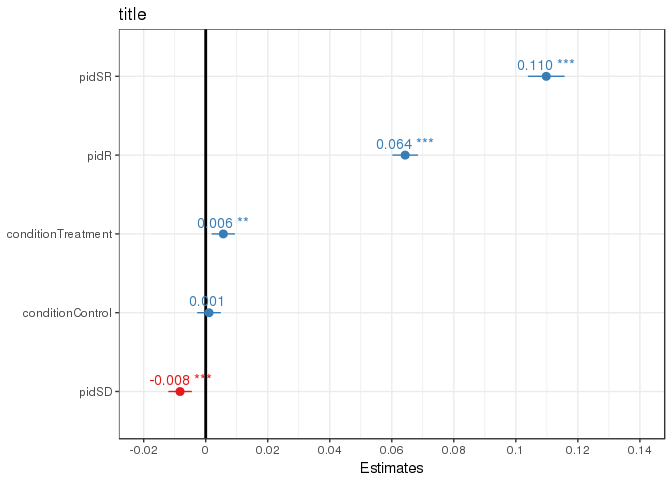 title
pidSR
0.110 ***
pidR
0.064 ***
conditionTreatment
0.006 **
conditionControl
0.001
pidSD
-0.008 ***
-0.02 0 0.02 0.04 0.06 0.08 0.1 0.12 0.14
Estimates